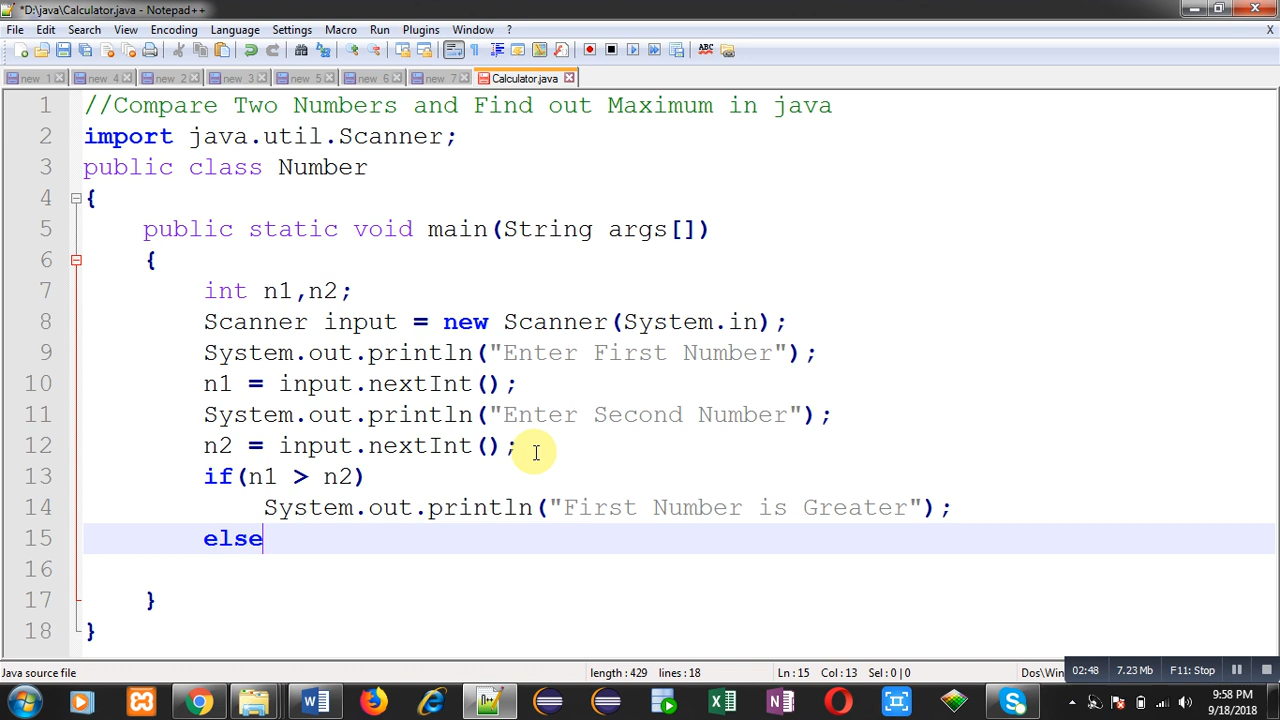 *D:\java\Calculator.java - Notepad++
File Edit Search View Encoding Language Settings Macro Run Plugins Window ? X
new 1 new 4 new 2 new 3 new 5 new 6 new 7 Calculator.java
1 //Compare Two Numbers and Find out Maximum in java
2 import java.util.Scanner;
3 public class Number
4 {
5 public static void main(String args[])
6 {
7 int n1,n2;
8 Scanner input = new Scanner(System.in);
9 System.out.println("Enter First Number");
10 n1 = input.nextInt();
11 System.out.println("Enter Second Number");
12 n2 = input.nextInt();
13 if(n1 > n2)
14 System.out.println("First Number is Greater");
15 else
16
17 }
18 }
Java source file length : 429 lines : 18 Ln : 15 Col : 13 Sel : 0 | 0 Dos\Win 02:48 7.23 Mb F11: Stop
9:58 PM
9/18/2018